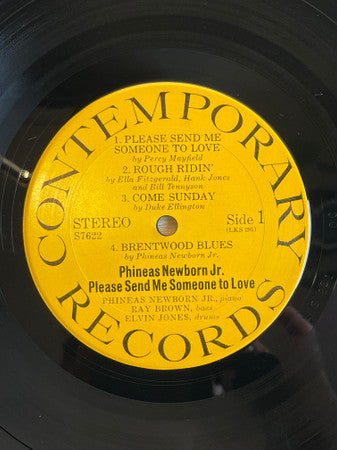 CONTEMPORARY
1. PLEASE SEND ME
SOMEONE TO LOVE
by Percy Mayfield
2. ROUGH RIDIN'
by Ella Fitzgerald, Hank Jones
and Bill Tennyson
3. COME SUNDAY
by Duke Ellington
STEREO
S7622
Side 1
(LKS 295)
4. BRENTWOOD BLUES
by Phineas Newborn Jr.
Phineas Newborn Jr.
Please Send Me Someone to Love
PHINEAS NEWBORN JR., piano
RAY BROWN, bass
ELVIN JONES, drums
RECORDS